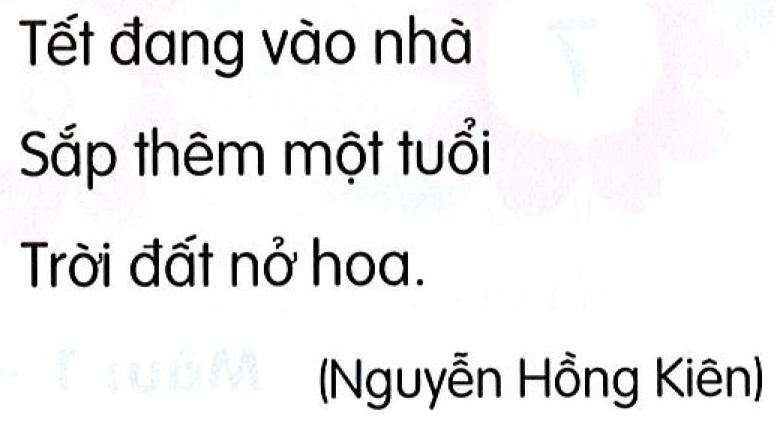 Tết đang vào nhà
Sắp thêm một tuổi
Trời đất nở hoa.
(Nguyễn Hồng Kiên)